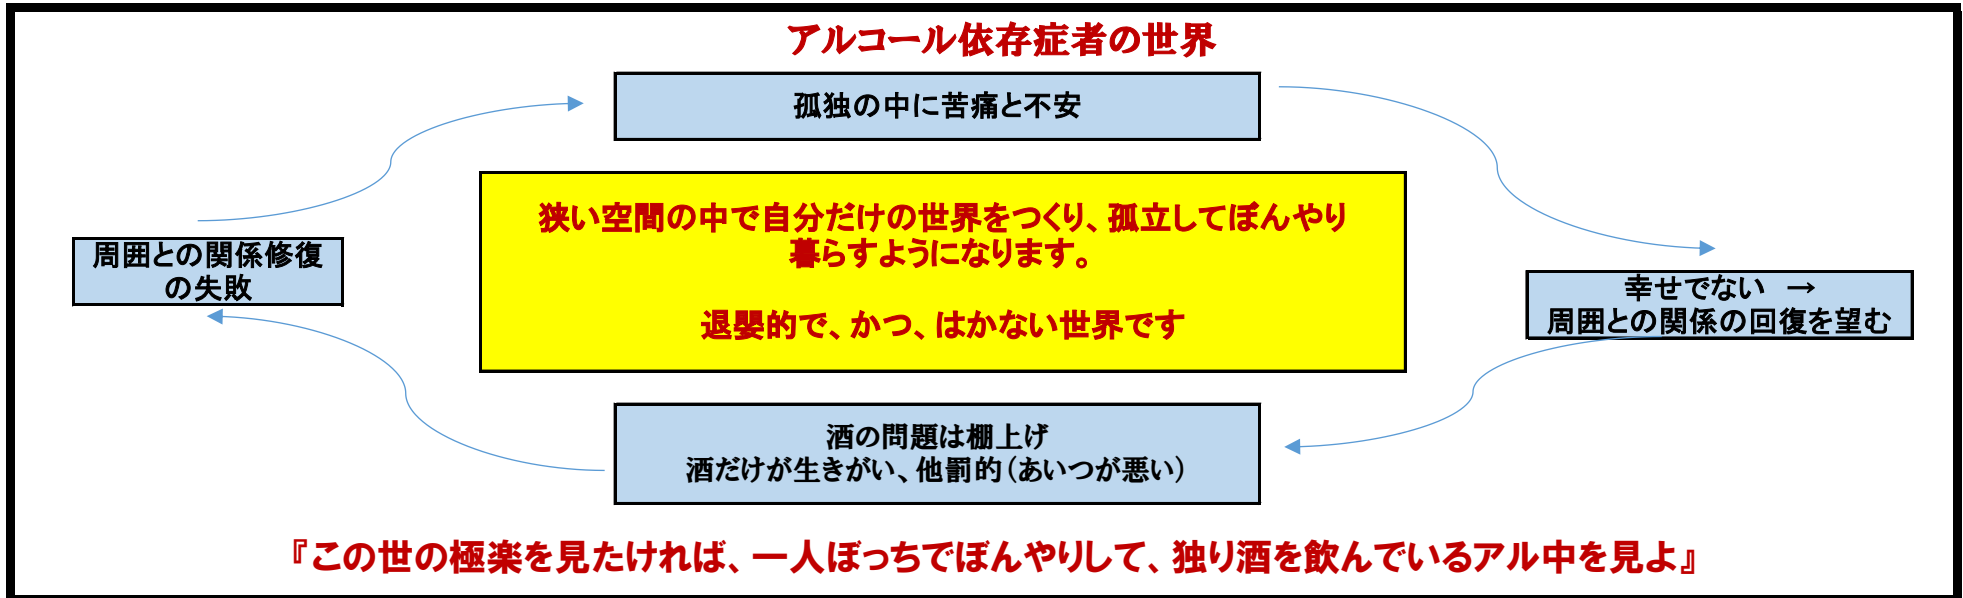 アルコール依存症者の世界
孤独の中に苦痛と不安
狭い空間の中で自分だけの世界をつくり、孤立してぼんやり
暮らすようになります。
退嬰的で、かつ、はかない世界です
周囲との関係修復
の失敗
幸せでない　→
周囲との関係の回復を望む
酒の問題は棚上げ
酒だけが生きがい、他罰的（あいつが悪い）
『この世の極楽を見たければ、一人ぼっちでぼんやりして、独り酒を飲んでいるアル中を見よ』